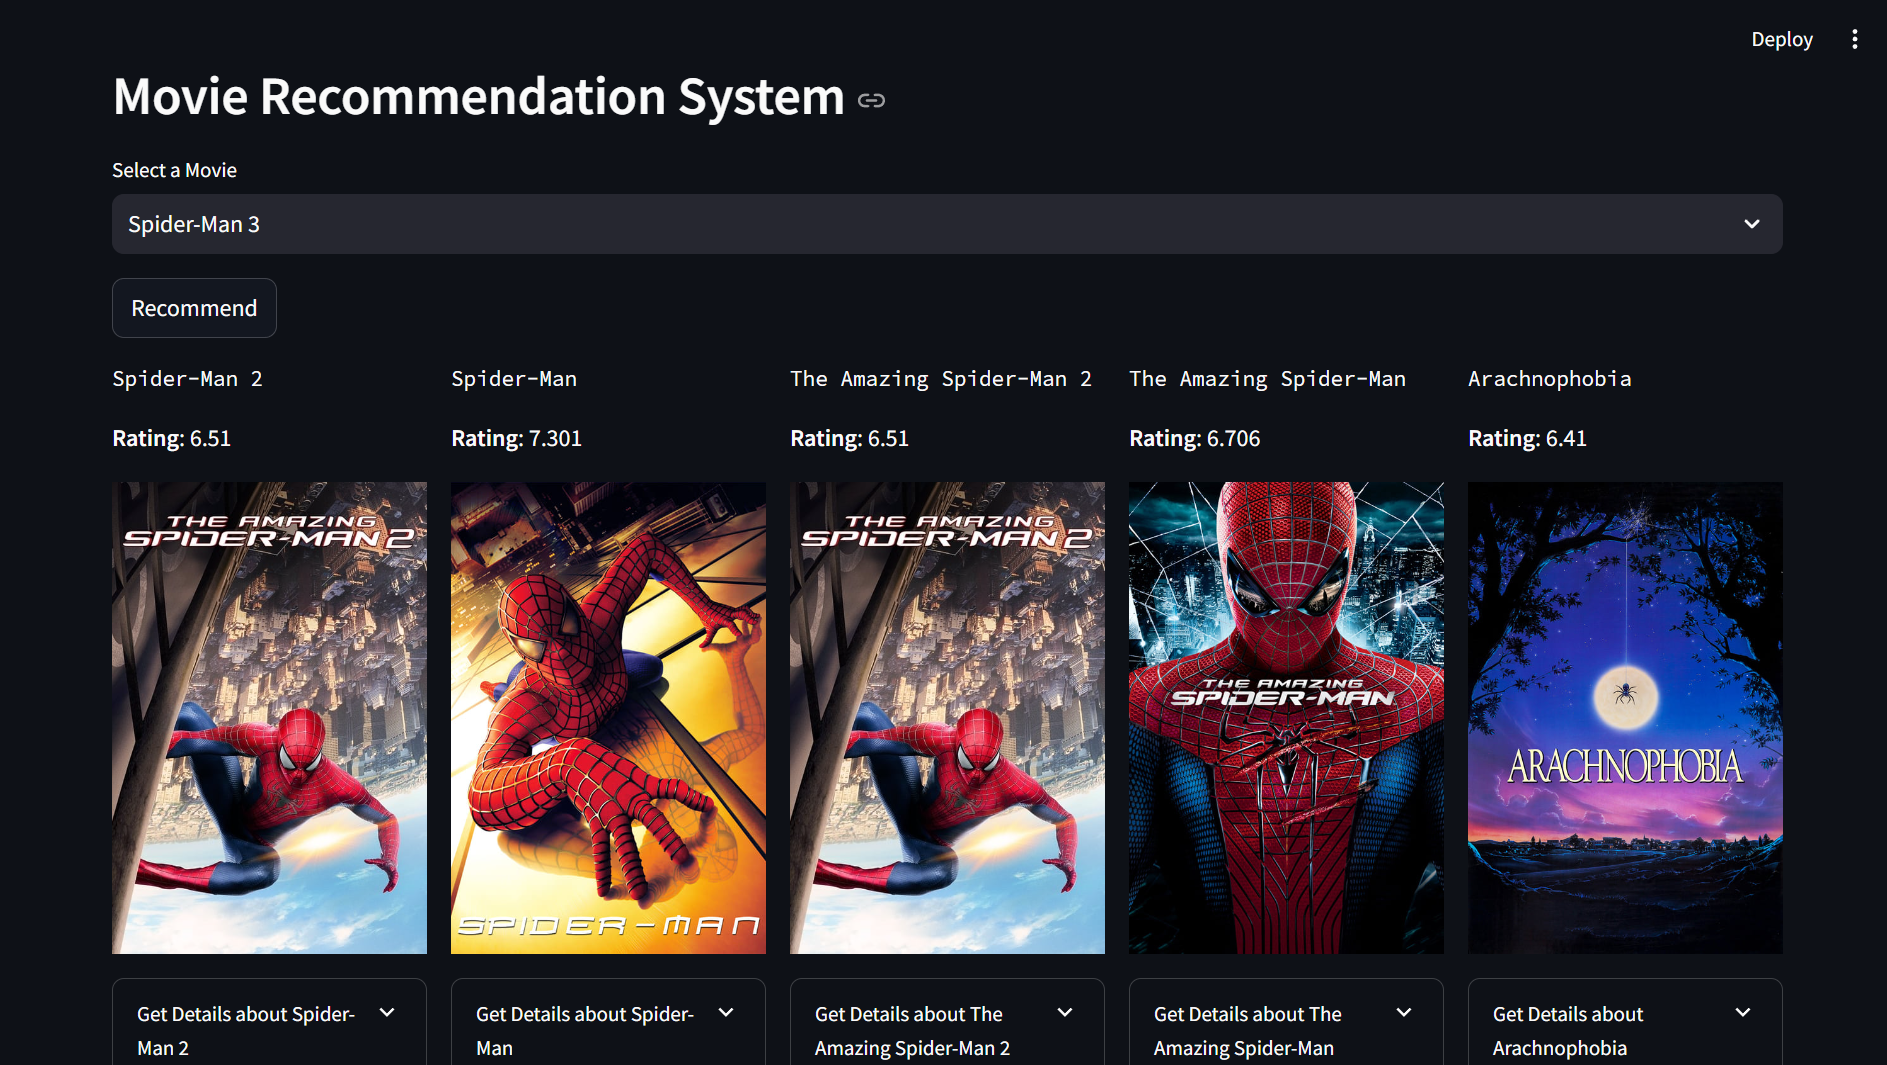 Deploy
Movie Recommendation System
Select a Movie
Spider-Man 3
Recommend
Spider-Man 2
Rating: 6.51
THE AMAZING
SPIDER-MAN 2
Get Details about Spider-
Man 2
Spider-Man
Rating: 7.301
SPIDER-MAN
Get Details about Spider-
Man
The Amazing Spider-Man 2
Rating: 6.51
THE AMAZING
SPIDER-MAN 2
Get Details about The
Amazing Spider-Man 2
The Amazing Spider-Man
Rating: 6.706
THE AMAZING
SPIDER-MAN
Get Details about The
Amazing Spider-Man
Arachnophobia
Rating: 6.41
ARACHNOPHOBIA
Get Details about
Arachnophobia